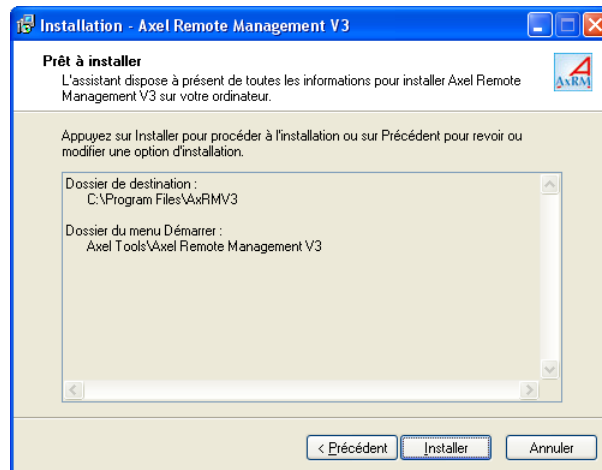 Installation - Axel Remote Management V3
Prêt à installer
L'assistant dispose à présent de toutes les informations pour installer Axel Remote
Management V3 sur votre ordinateur.
AxRM
Appuyez sur Installer pour procéder à l'installation ou sur Précédent pour revoir ou
modifier une option d'installation.
Dossier de destination :
C:\Program Files\AxRMV3
Dossier du menu Démarrer :
Axel Tools\Axel Remote Management V3
< Précédent
Installer
Annuler